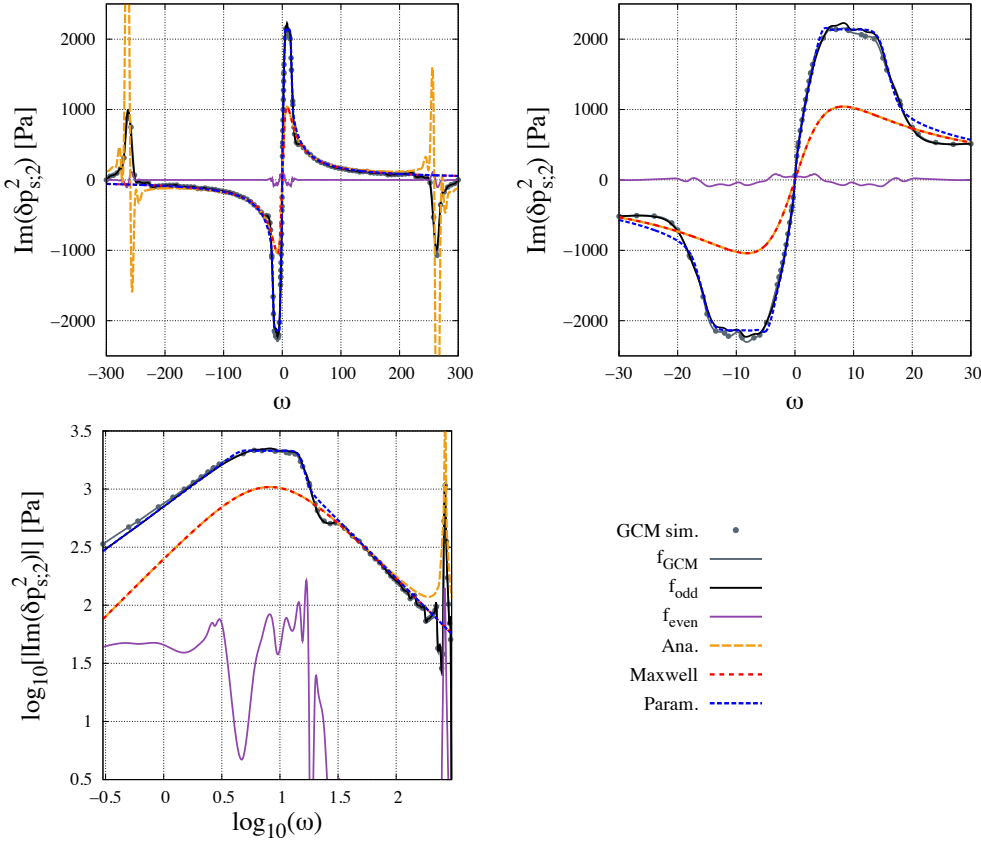 Im(δp²ₛ;₂) [Pa]
2000
1000
0
−1000
−2000
−300 −200 −100 0 100 200 300
ω
Im(δp²ₛ;₂) [Pa]
2000
1000
0
−1000
−2000
−30 −20 −10 0 10 20 30
ω
log₁₀[|Im(δp²ₛ;₂)|] [Pa]
3.5
3
2.5
2
1.5
1
0.5
−0.5 0 0.5 1 1.5 2
log₁₀(ω)
GCM sim.
f_GCM
f_odd
f_even
Ana.
Maxwell
Param.